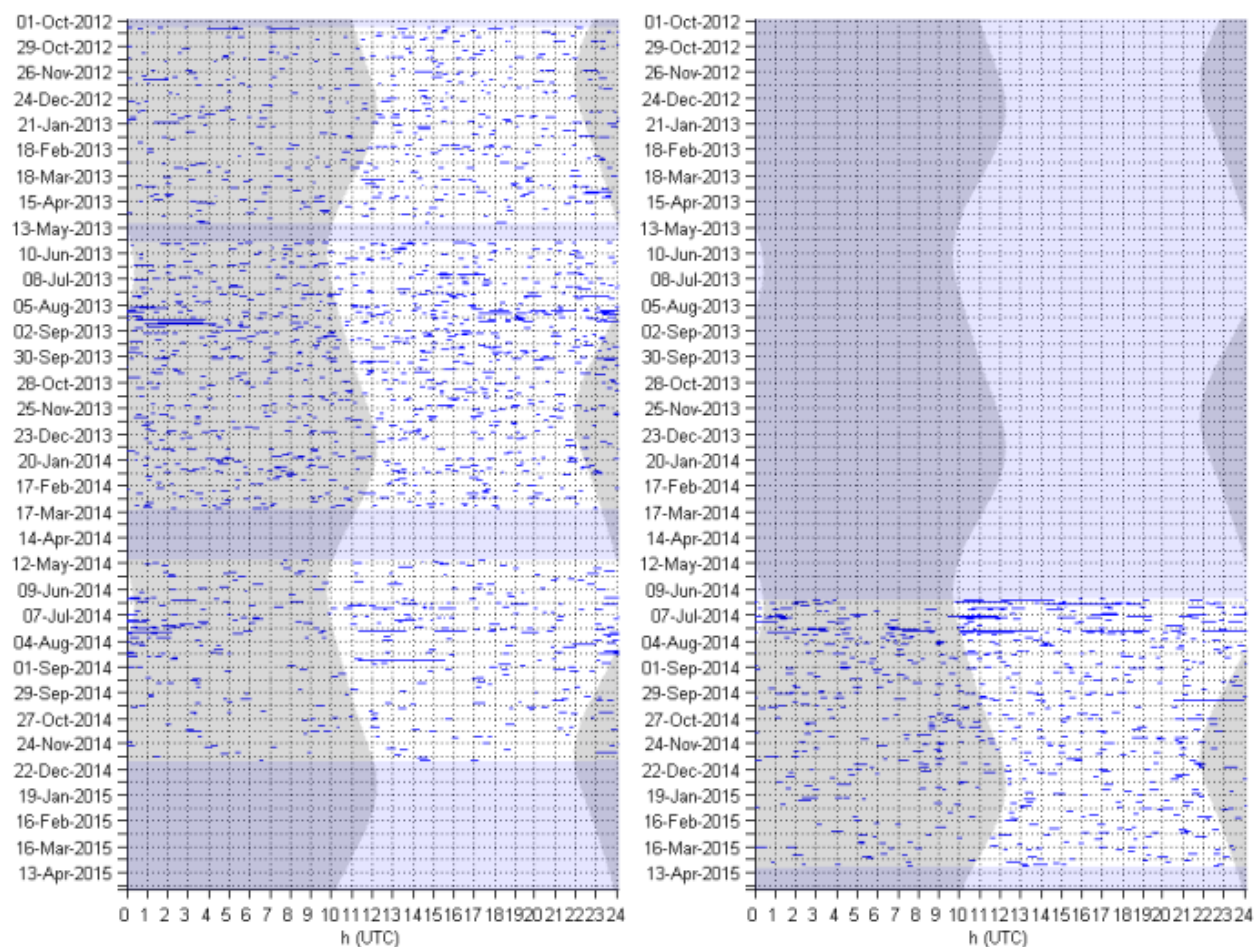 01-Oct-2012
29-Oct-2012
26-Nov-2012
24-Dec-2012
21-Jan-2013
18-Feb-2013
18-Mar-2013
15-Apr-2013
13-May-2013
10-Jun-2013
08-Jul-2013
05-Aug-2013
02-Sep-2013
30-Sep-2013
28-Oct-2013
25-Nov-2013
23-Dec-2013
20-Jan-2014
17-Feb-2014
17-Mar-2014
14-Apr-2014
12-May-2014
09-Jun-2014
07-Jul-2014
04-Aug-2014
01-Sep-2014
29-Sep-2014
27-Oct-2014
24-Nov-2014
22-Dec-2014
19-Jan-2015
16-Feb-2015
16-Mar-2015
13-Apr-2015
0 1 2 3 4 5 6 7 8 9 10 11 12 13 14 15 16 17 18 19 20 21 22 23 24
h (UTC)
01-Oct-2012
29-Oct-2012
26-Nov-2012
24-Dec-2012
21-Jan-2013
18-Feb-2013
18-Mar-2013
15-Apr-2013
13-May-2013
10-Jun-2013
08-Jul-2013
05-Aug-2013
02-Sep-2013
30-Sep-2013
28-Oct-2013
25-Nov-2013
23-Dec-2013
20-Jan-2014
17-Feb-2014
17-Mar-2014
14-Apr-2014
12-May-2014
09-Jun-2014
07-Jul-2014
04-Aug-2014
01-Sep-2014
29-Sep-2014
27-Oct-2014
24-Nov-2014
22-Dec-2014
19-Jan-2015
16-Feb-2015
16-Mar-2015
13-Apr-2015
0 1 2 3 4 5 6 7 8 9 10 11 12 13 14 15 16 17 18 19 20 21 22 23 24
h (UTC)